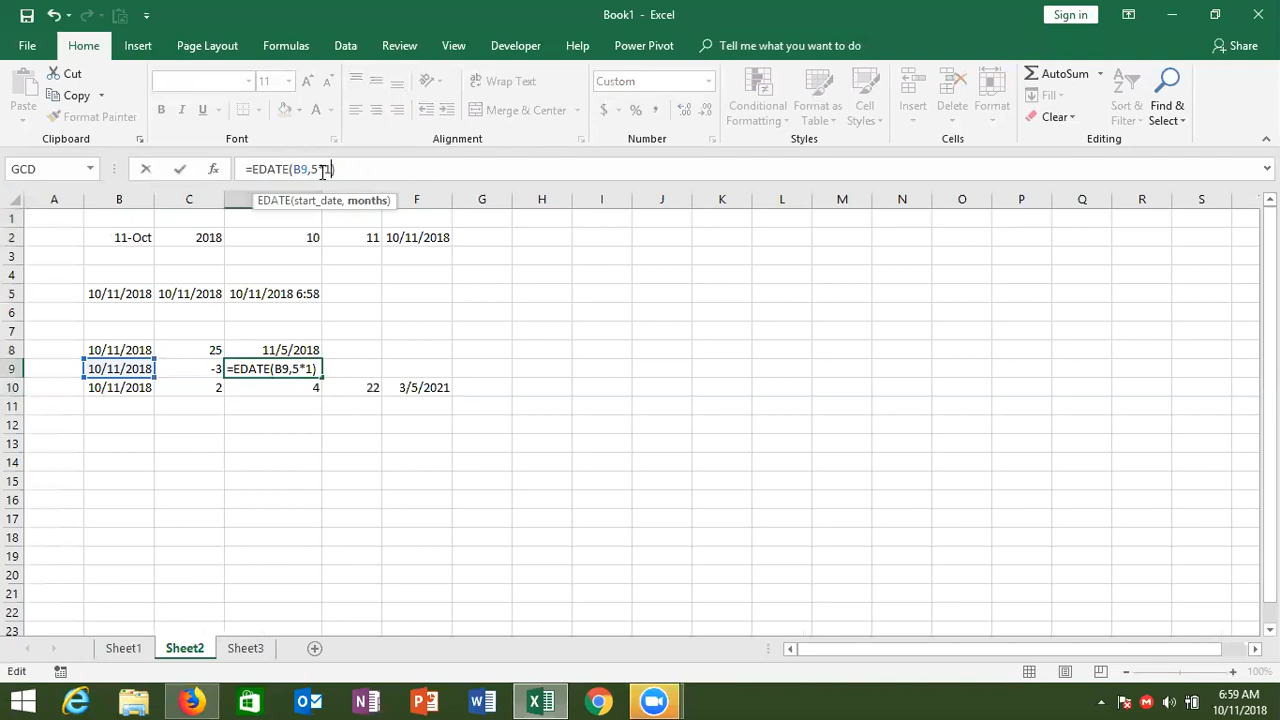 Book1 - Excel
Sign in
File Home Insert Page Layout Formulas Data Review View Developer Help Power Pivot Tell me what you want to do Share
Cut
Copy
Format Painter
Paste
11
Wrap Text
Merge & Center
Custom
Conditional Formatting
Format as Table
Cell Styles
Insert
Delete
Format
AutoSum
Fill
Clear
Sort & Filter
Find & Select
Clipboard Font Alignment Number Styles Cells Editing
GCD
=EDATE(B9,5*1)
EDATE(start_date, months)
A B C F G H I J K L M N O P Q R S
1
2 11-Oct 2018 10 11 10/11/2018
3
4
5 10/11/2018 10/11/2018 10/11/2018 6:58
6
7
8 10/11/2018 25 11/5/2018
9 10/11/2018 -3 =EDATE(B9,5*1)
10 10/11/2018 2 4 22 3/5/2021
11
12
13
14
15
16
17
18
19
20
21
22
23
Sheet1 Sheet2 Sheet3
Edit
100%
6:59 AM
10/11/2018